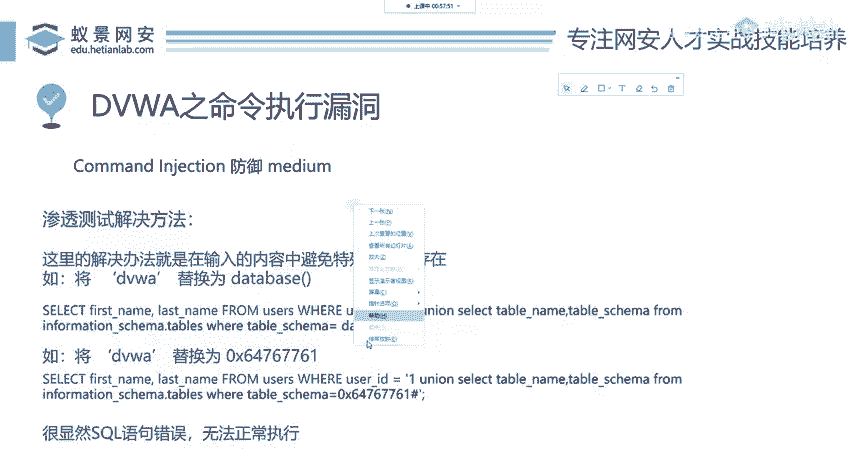 上课中 00:57:51
蚁景网安
edu.hetianlab.com
专注网安人才实战技能培养
DVWA之命令执行漏洞
Command Injection 防御 medium
渗透测试解决方法：
这里的解决办法就是在输入的内容中避免特 存在
如：将 ‘dvwa’ 替换为 database()
SELECT first_name, last_name FROM users WHERE u union select table_name,table_schema from
information_schema.tables where table_schema= da
如：将 ‘dvwa’ 替换为 0x64767761
SELECT first_name, last_name FROM users WHERE user_id = '1 union select table_name,table_schema from
information_schema.tables where table_schema=0x64767761#';
很显然SQL语句错误，无法正常执行
下一张(N)
上一张(P)
上次查看的位置(V)
查看所有幻灯片(A)
放大(Z)
显示演示者视图(R)
屏幕(C)
指针选项(O)
帮助(H)
结束放映(E)